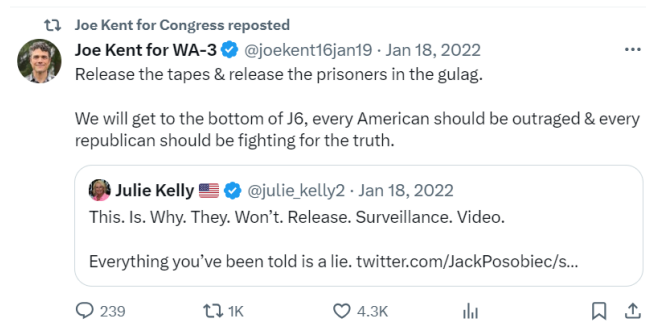 Joe Kent for Congress reposted
Joe Kent for WA-3 @joekent16jan19 · Jan 18, 2022
Release the tapes & release the prisoners in the gulag.
We will get to the bottom of J6, every American should be outraged & every
republican should be fighting for the truth.
Julie Kelly 🇺🇸 @julie_kelly2 · Jan 18, 2022
This. Is. Why. They. Won't. Release. Surveillance. Video.
Everything you've been told is a lie. twitter.com/JackPosobiec/s...
239 1K 4.3K